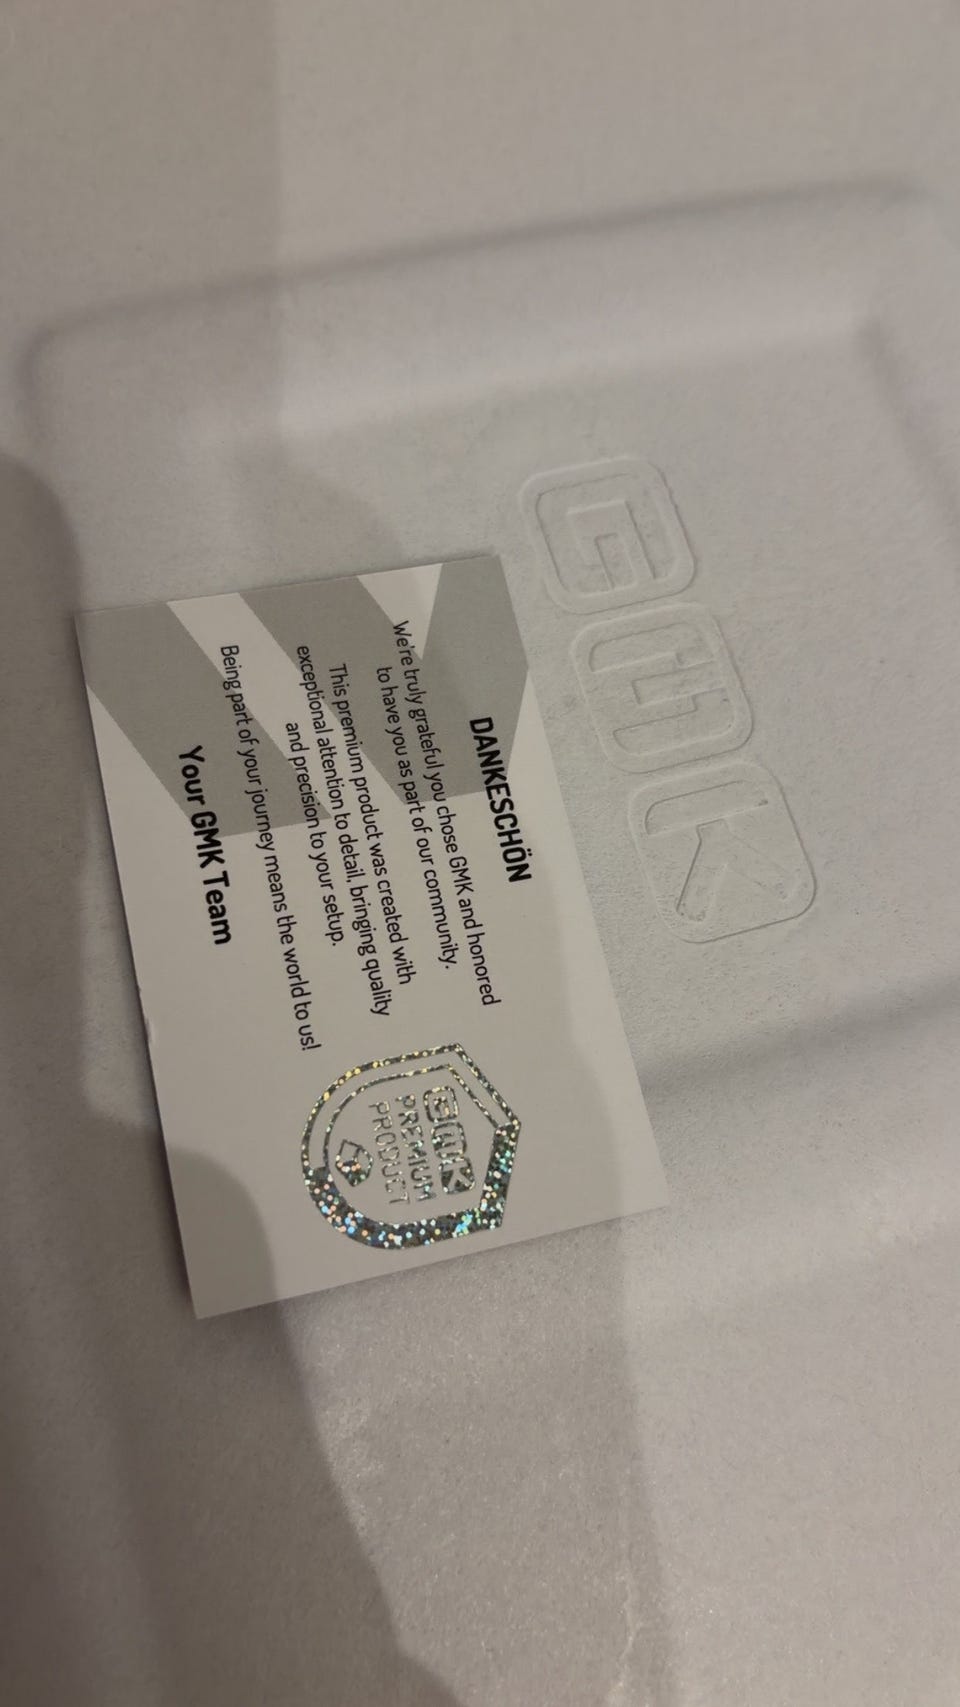 GMK
DANKESCHÖN
We're truly grateful you chose GMK and honored
to have you as part of our community.
This premium product was created with
exceptional attention to detail, bringing quality
and precision to your setup.
Being part of your journey means the world to us!
Your GMK Team
GMK
PREMIUM
PRODUCT